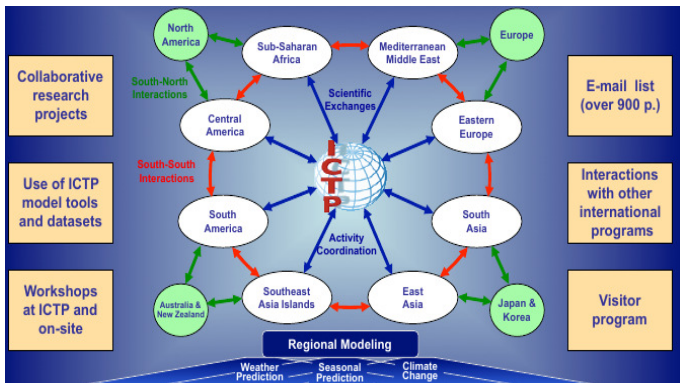 North
America
Sub-Saharan
Africa
Mediterranean
Middle East
Europe
Collaborative
research
projects
South-North
Interactions
Scientific
Exchanges
E-mail list
(over 900 p.)
Central
America
Eastern
Europe
ICTP
South-South
Interactions
Use of ICTP
model tools
and datasets
Interactions
with other
international
programs
South
America
South
Asia
Activity
Coordination
Workshops
at ICTP and
on-site
Australia &
New Zealand
Southeast
Asia Islands
East
Asia
Japan &
Korea
Visitor
program
Regional Modeling
Weather
Prediction
Seasonal
Prediction
Climate
Change